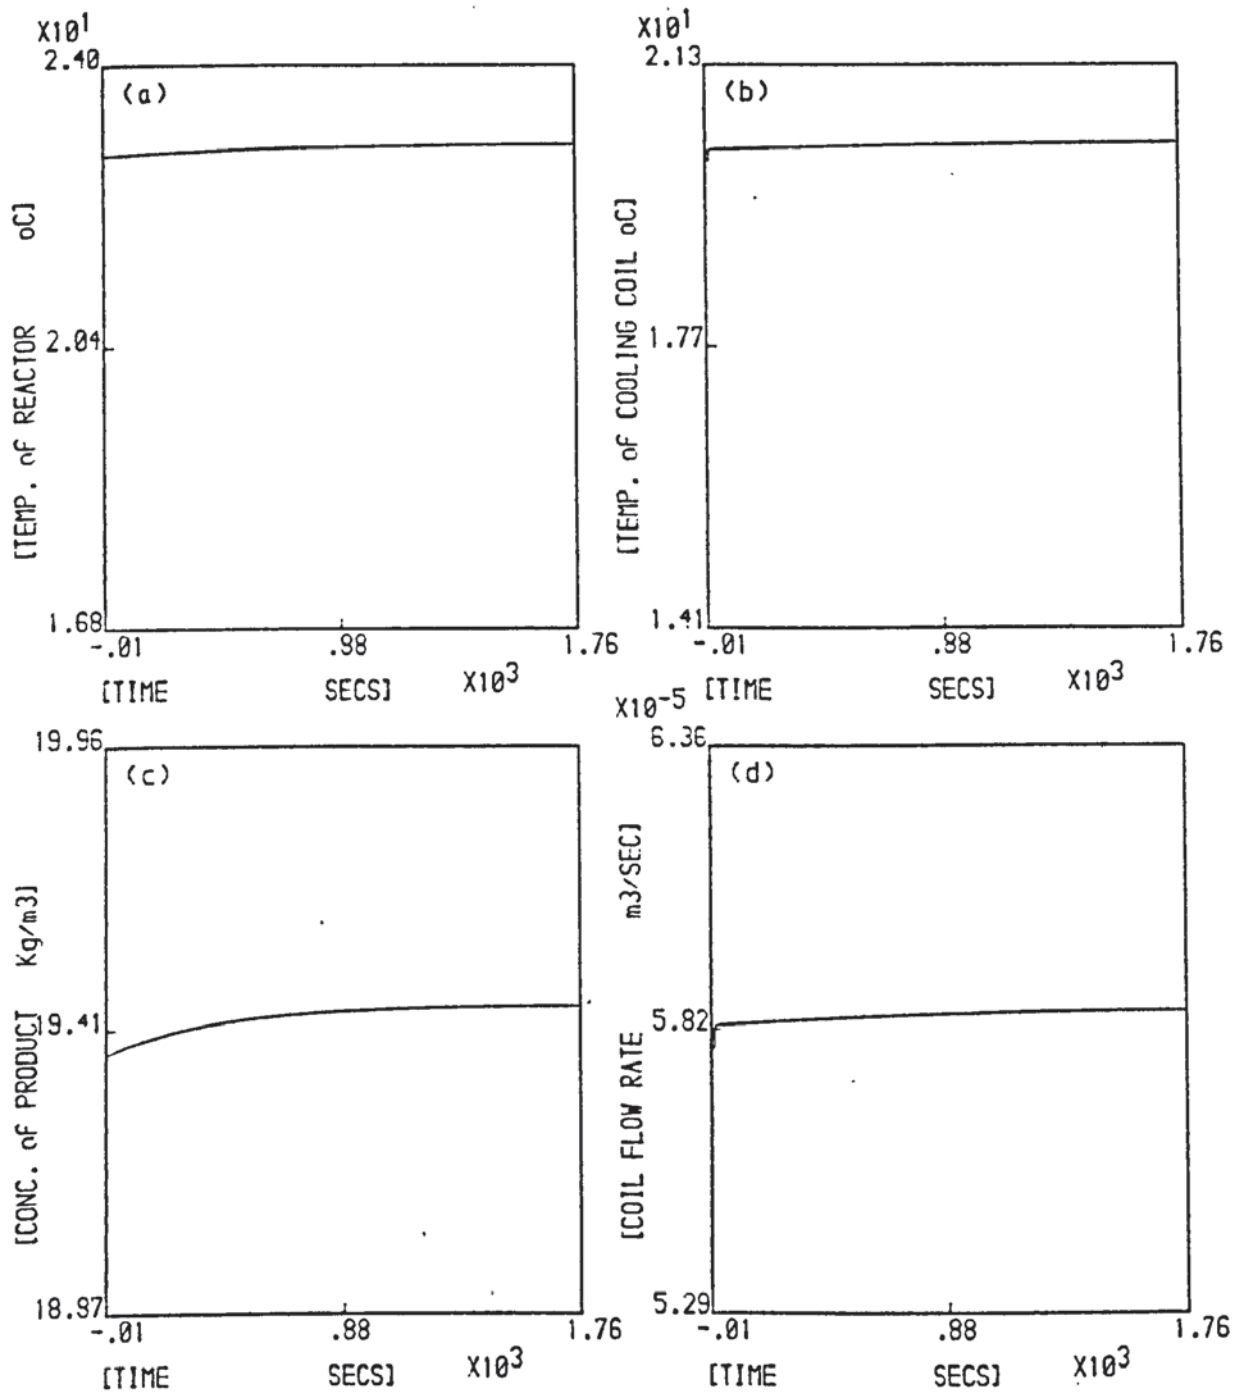 X10¹
2.40
(a)
[TEMP. of REACTOR oC]
2.04
1.68
-.01 .88 1.76
[TIME SECS] X10³
X10¹
2.13
(b)
[TEMP. of COOLING COIL oC]
1.77
1.41
-.01 .88 1.76
[TIME SECS] X10³
19.96
(c)
[CONC. of PRODUCT Kg/m3]
19.41
18.97
-.01 .88 1.76
[TIME SECS] X10³
X10⁻⁵
6.36
(d)
[COIL FLOW RATE m3/SEC]
5.82
5.29
-.01 .88 1.76
[TIME SECS] X10³